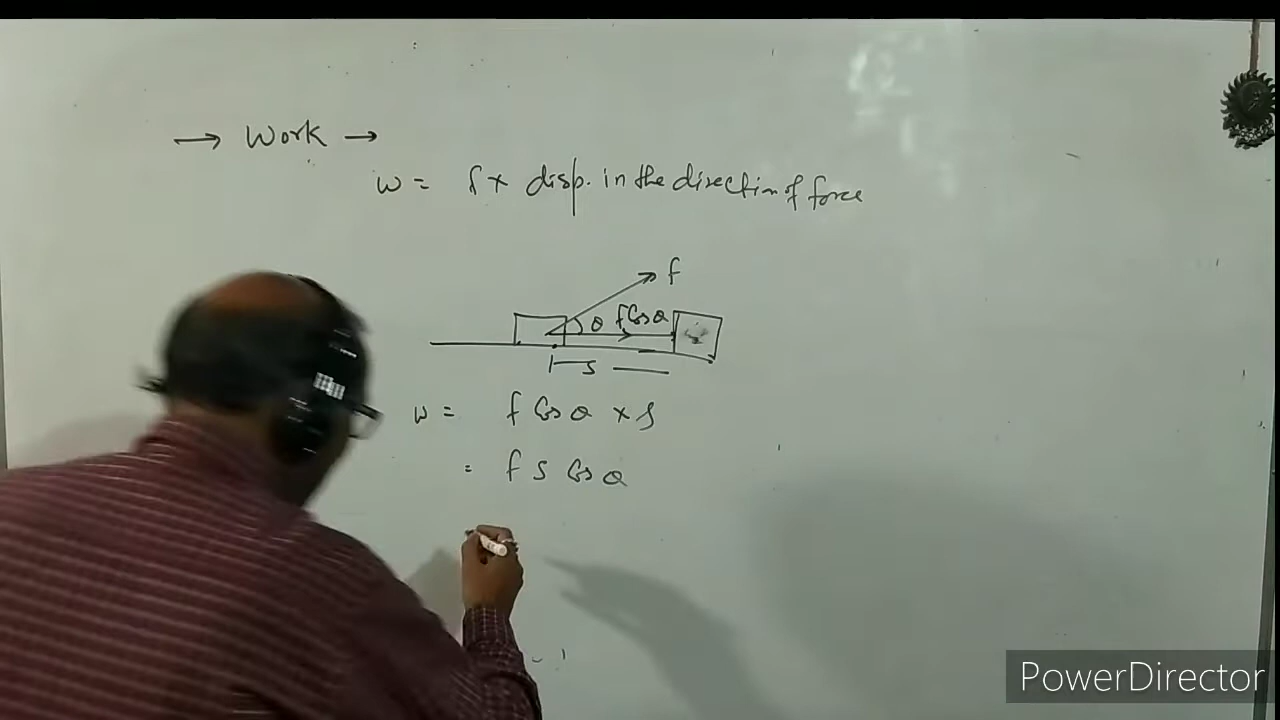 → Work →
w = f × disp. in the direction of force
f
θ f Cos θ
s
w = f Cos θ × s
= f s Cos θ
PowerDirector